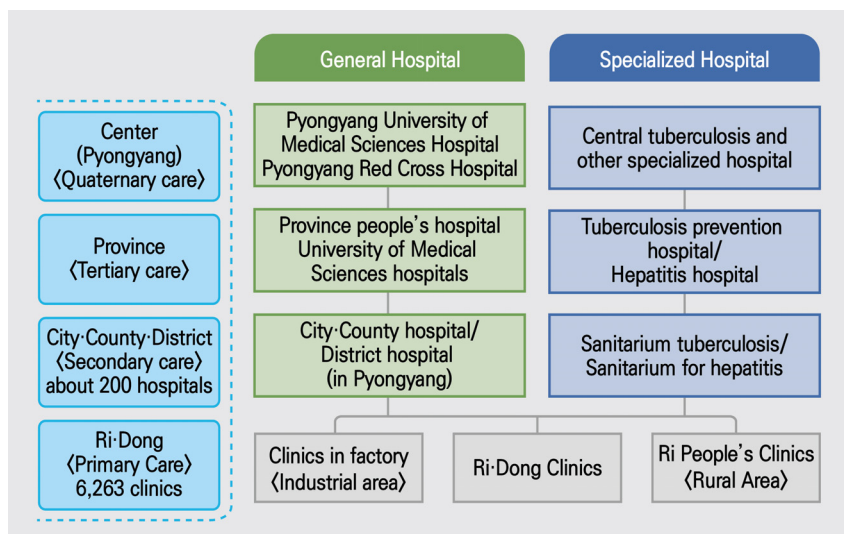 General Hospital
Specialized Hospital
Center
(Pyongyang)
〈Quaternary care〉
Pyongyang University of
Medical Sciences Hospital
Pyongyang Red Cross Hospital
Central tuberculosis and
other specialized hospital
Province
〈Tertiary care〉
Province people's hospital
University of Medical
Sciences hospitals
Tuberculosis prevention
hospital/
Hepatitis hospital
City·County·District
〈Secondary care〉
about 200 hospitals
City·County hospital/
District hospital
(in Pyongyang)
Sanitarium tuberculosis/
Sanitarium for hepatitis
Ri·Dong
〈Primary Care〉
6,263 clinics
Clinics in factory
〈Industrial area〉
Ri·Dong Clinics
Ri People's Clinics
〈Rural Area〉